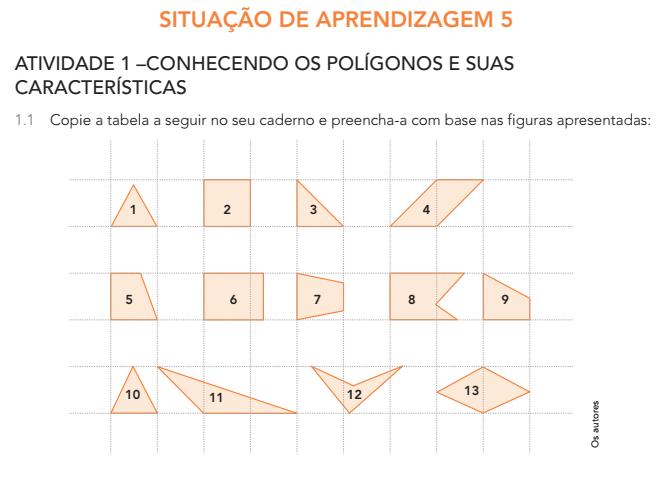 SITUAÇÃO DE APRENDIZAGEM 5
ATIVIDADE 1 –CONHECENDO OS POLÍGONOS E SUAS
CARACTERÍSTICAS
1.1 Copie a tabela a seguir no seu caderno e preencha-a com base nas figuras apresentadas:
1 2 3 4
5 6 7 8 9
10 11 12 13
Os autores